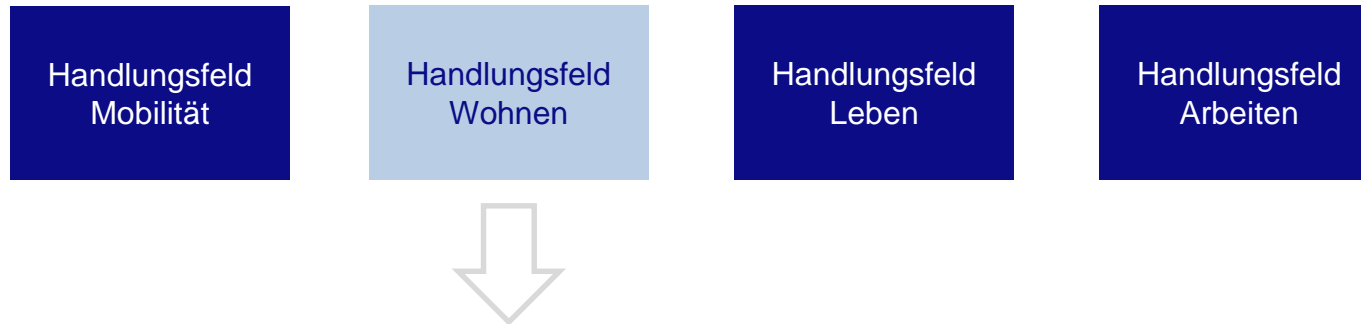 Handlungsfeld
Mobilität
Handlungsfeld
Wohnen
Handlungsfeld
Leben
Handlungsfeld
Arbeiten